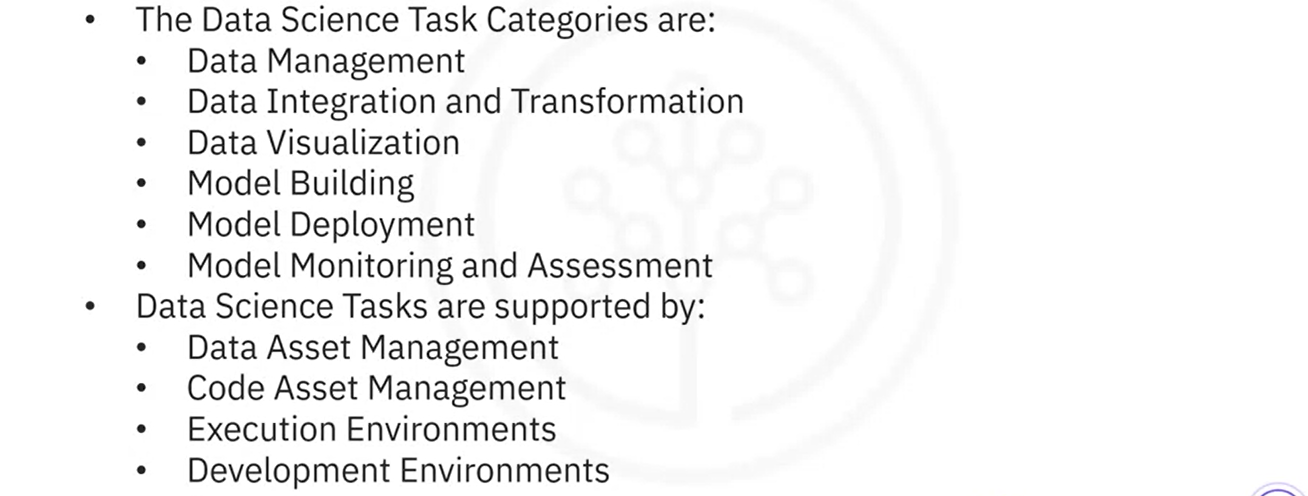 • The Data Science Task Categories are:
• Data Management
• Data Integration and Transformation
• Data Visualization
• Model Building
• Model Deployment
• Model Monitoring and Assessment
• Data Science Tasks are supported by:
• Data Asset Management
• Code Asset Management
• Execution Environments
• Development Environments